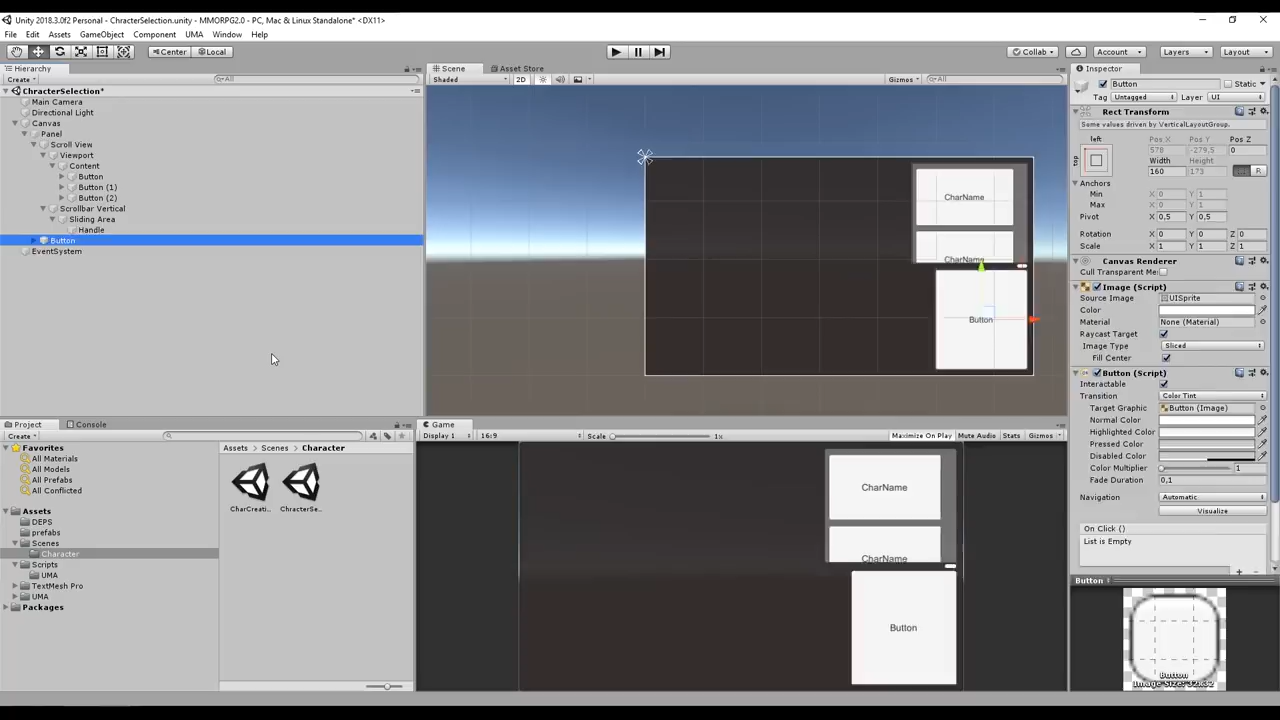 Unity 2018.3.0f2 Personal - ChracterSelection.unity - MMORPG2.0 - PC, Mac & Linux Standalone* <DX11>
File Edit Assets GameObject Component UMA Window Help
Center Local Collab Account Layers Layout
Hierarchy
Create All
ChracterSelection*
Main Camera
Directional Light
Canvas
Panel
Scroll View
Viewport
Content
Button
Button (1)
Button (2)
Scrollbar Vertical
Sliding Area
Handle
Button
EventSystem
Scene Asset Store
Shaded 2D Gizmos All
CharName
CharName
Button
Project Console
Create
Favorites
All Materials
All Models
All Prefabs
All Conflicted
Assets
DEPS
prefabs
Scenes
Character
Scripts
UMA
TextMesh Pro
UMA
Packages
Assets Scenes Character
CharCreati... ChracterSe...
Game
Display 1 16:9 Scale 1x Maximize On Play Mute Audio Stats Gizmos
CharName
CharName
Button
Inspector
Button Static
Tag Untagged Layer UI
Rect Transform
Some values driven by VerticalLayoutGroup.
left Pos X Pos Y Pos Z
top 578 -279,5 0
Width Height
160 173 R
Anchors
Min X 0 Y 1
Max X 0 Y 1
Pivot X 0,5 Y 0,5
Rotation X 0 Y 0 Z 0
Scale X 1 Y 1 Z 1
Canvas Renderer
Cull Transparent Me
Image (Script)
Source Image UISprite
Color
Material None (Material)
Raycast Target
Image Type Sliced
Fill Center
Button (Script)
Interactable
Transition Color Tint
Target Graphic Button (Image)
Normal Color
Highlighted Color
Pressed Color
Disabled Color
Color Multiplier 1
Fade Duration 0,1
Navigation Automatic
Visualize
On Click ()
List is Empty
Button
Button
Image Size: 32x32